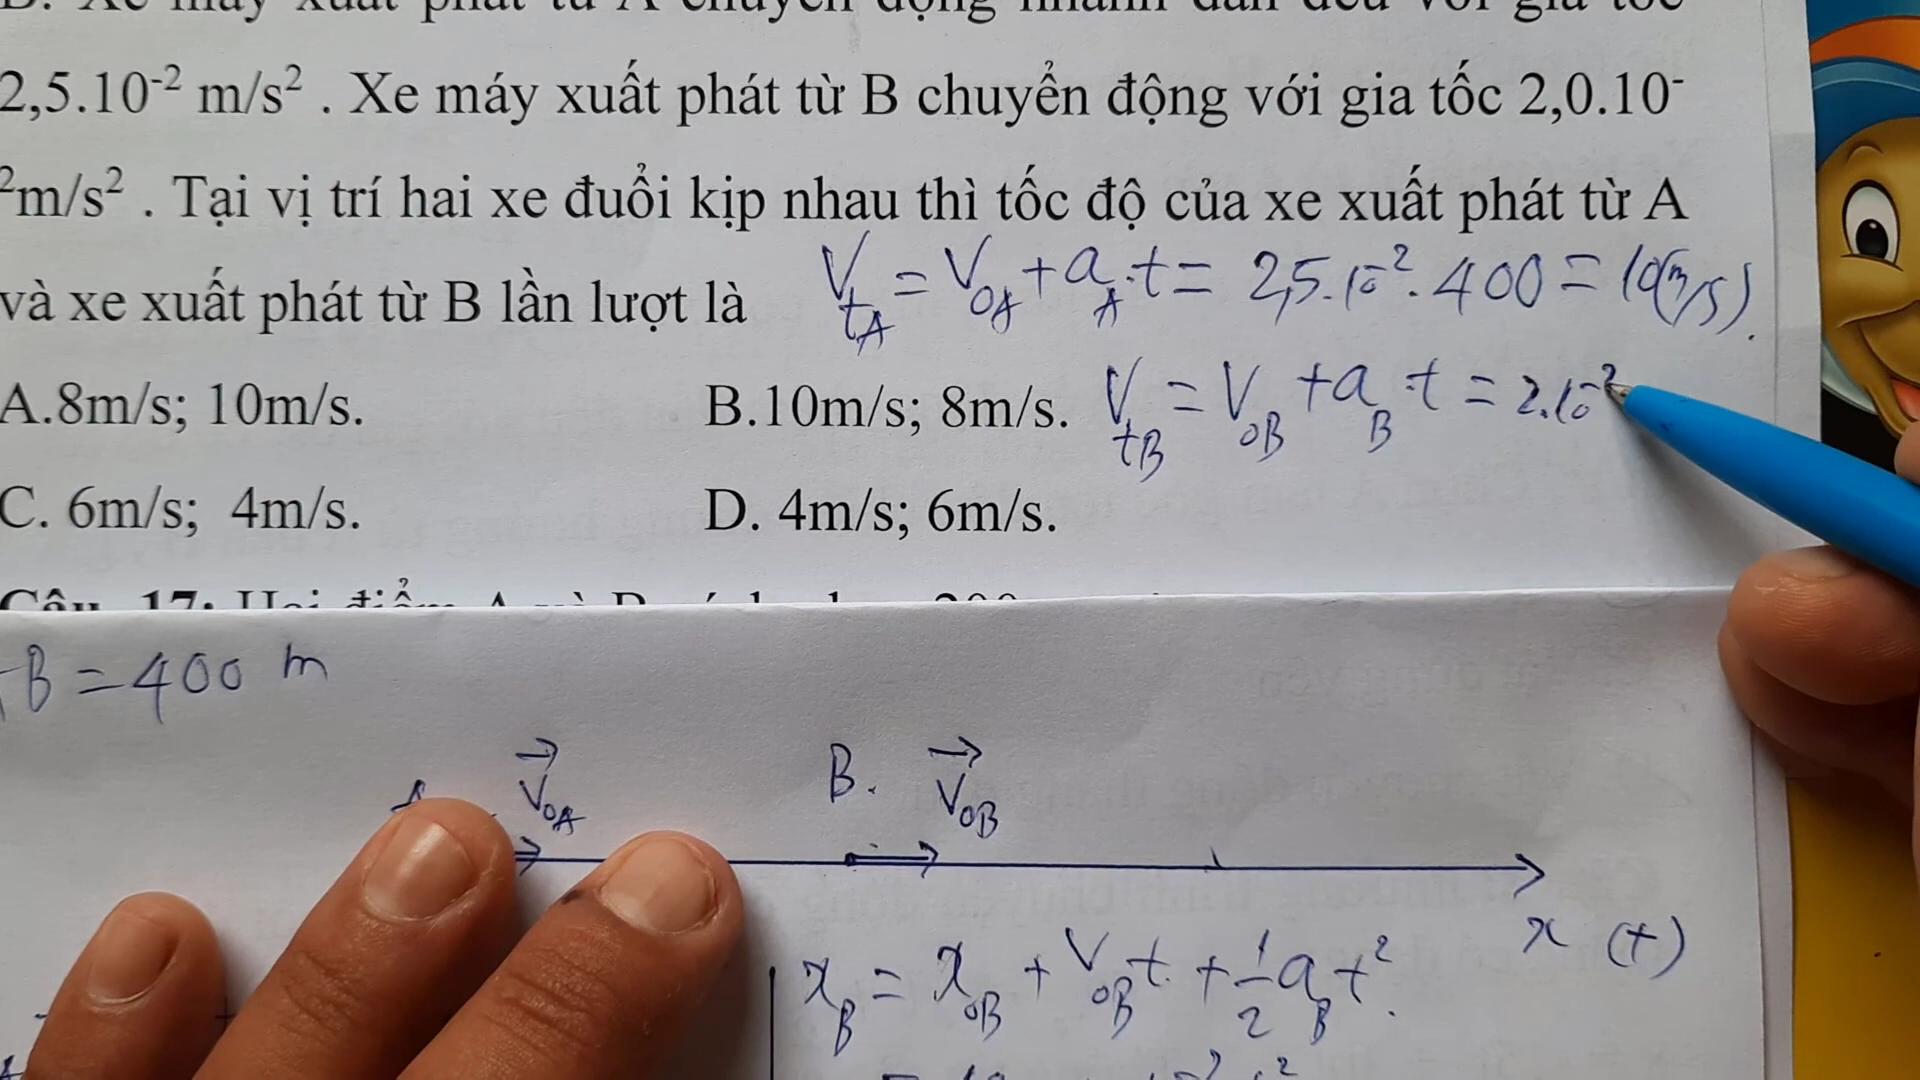 2,5.10⁻² m/s² . Xe máy xuất phát từ B chuyển động với gia tốc 2,0.10⁻
²m/s² . Tại vị trí hai xe đuổi kịp nhau thì tốc độ của xe xuất phát từ A
và xe xuất phát từ B lần lượt là
V_tA = V_0A + a_A.t = 2,5.10⁻².400 = 10(m/s).
A.8m/s; 10m/s.
B.10m/s; 8m/s.
V_tB = V_0B + a_B.t = 2.10⁻²
C. 6m/s; 4m/s.
D. 4m/s; 6m/s.
B = 400 m
V_0A
B.
V_0B
x (+)
x_B = x_0B + V_0B t + 1/2 a_B t².